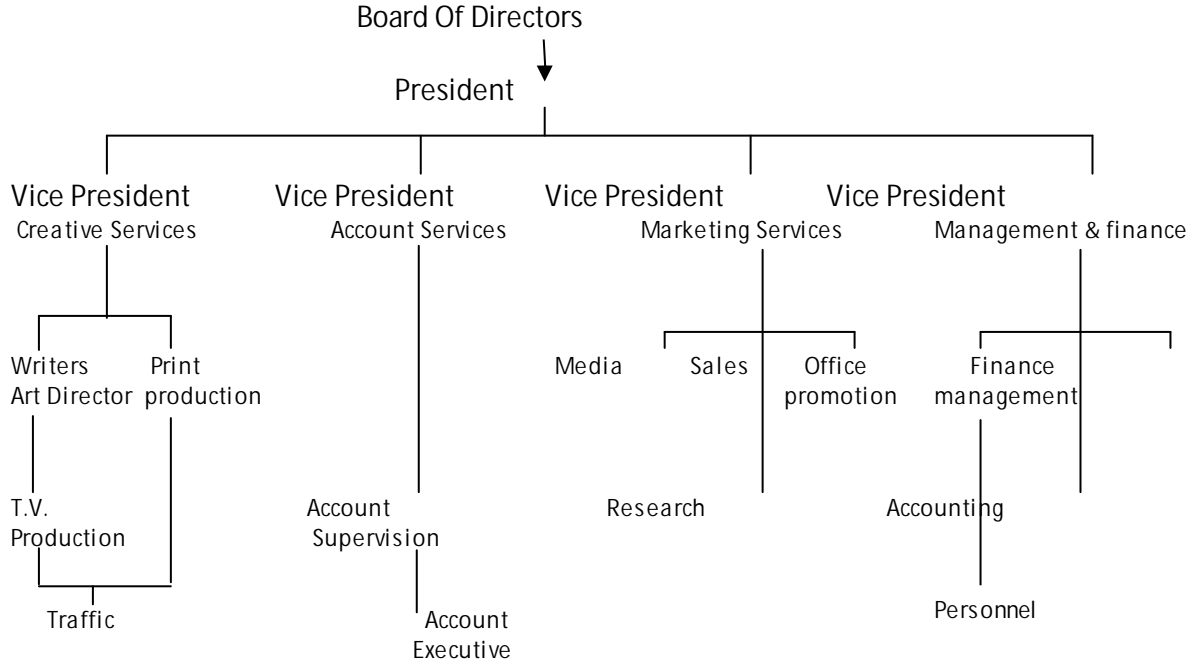 Board Of Directors
President
Vice President Vice President Vice President Vice President
Creative Services Account Services Marketing Services Management & finance
Writers Print Media Sales Office Finance
Art Director production promotion management
T.V. Account Research Accounting
Production Supervision
Traffic Account Personnel
Executive